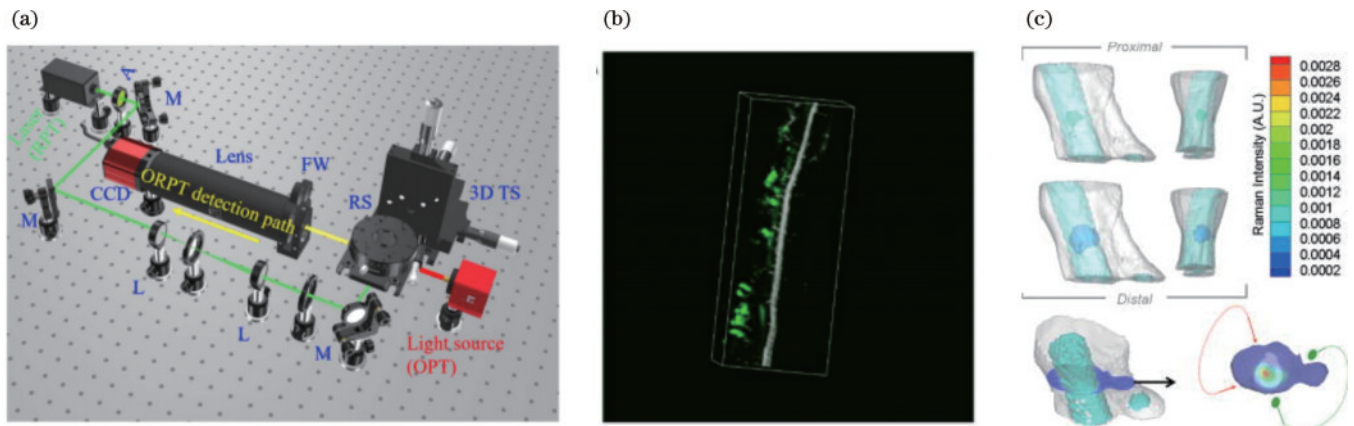 (a)
(b)
(c)
A
M
Laser
(RPT)
Lens
FW
CCD
ORPT detection path
RS
3D TS
M
L
L
M
Light source
(OPT)
Proximal
Distal
Raman Intensity (A.U.)
0.0028
0.0026
0.0024
0.0022
0.002
0.0018
0.0016
0.0014
0.0012
0.001
0.0008
0.0006
0.0004
0.0002